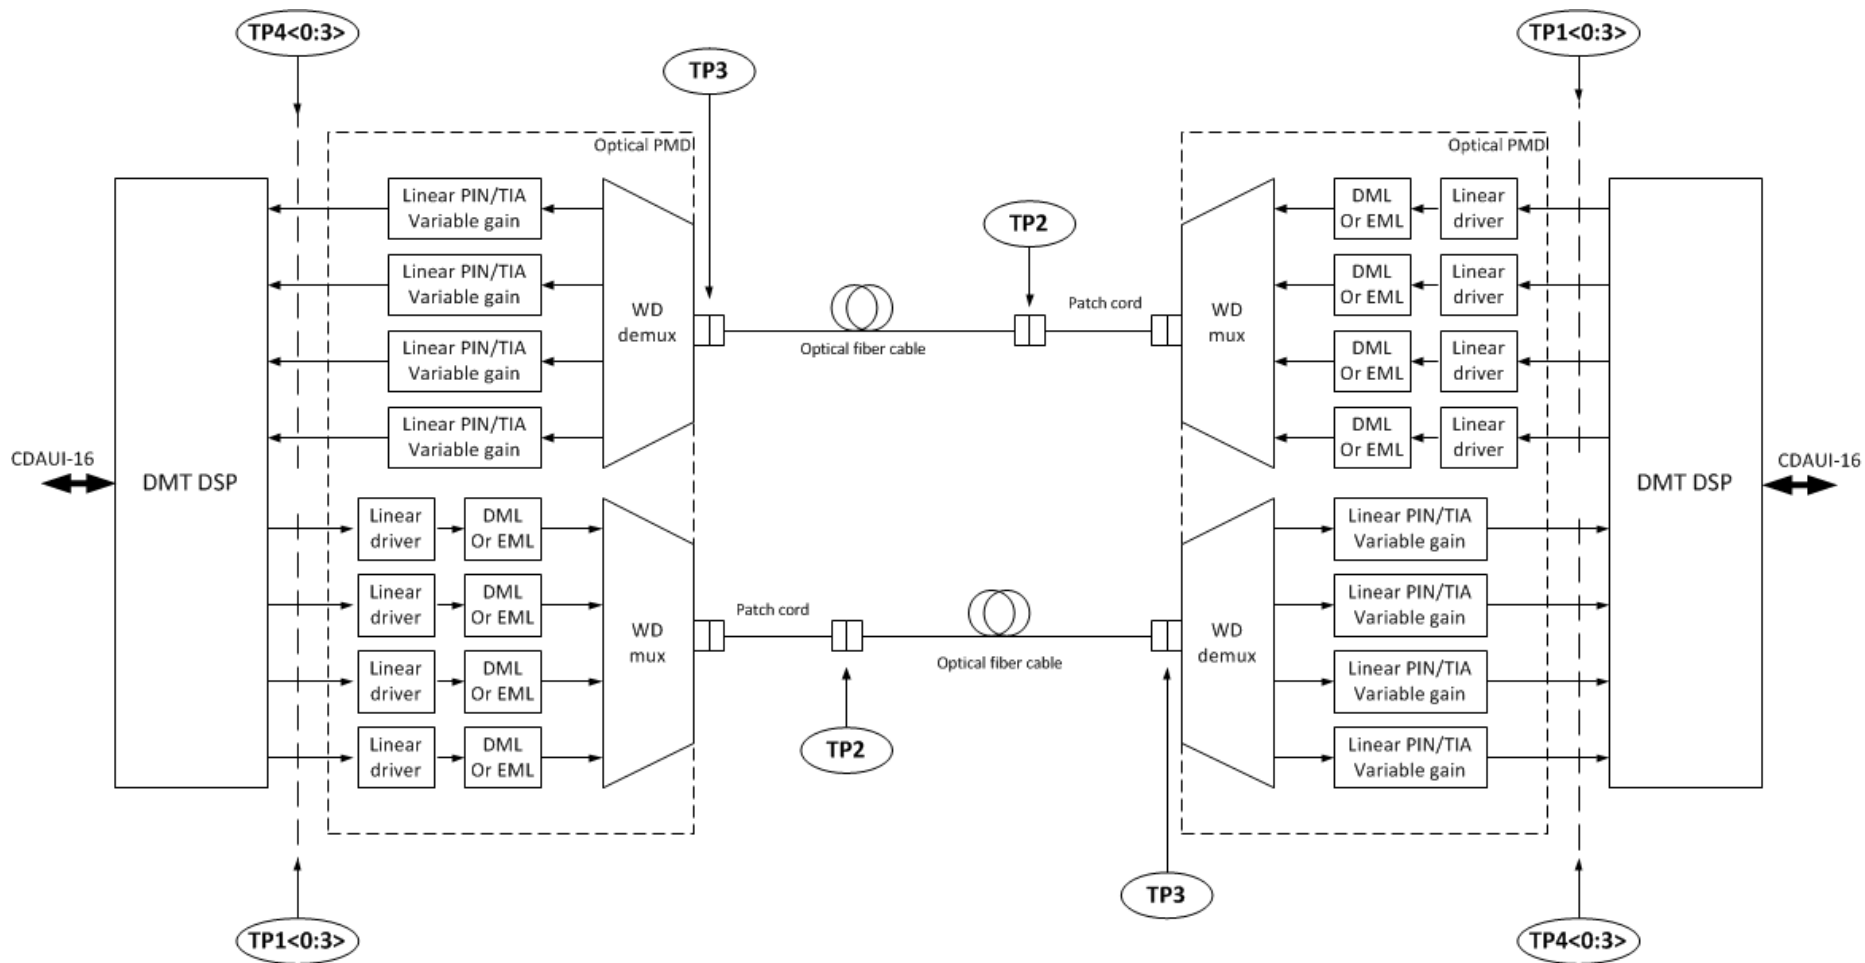 TP4<0:3>
TP1<0:3>
TP3
Optical PMD
Optical PMD
Linear PIN/TIA
Variable gain
DML
Or EML
Linear
driver
TP2
Linear PIN/TIA
Variable gain
DML
Or EML
Linear
driver
WD
demux
Patch cord
WD
mux
Optical fiber cable
Linear PIN/TIA
Variable gain
DML
Or EML
Linear
driver
Linear PIN/TIA
Variable gain
DML
Or EML
Linear
driver
CDAUI-16
DMT DSP
DMT DSP
CDAUI-16
Linear
driver
DML
Or EML
Linear PIN/TIA
Variable gain
Linear
driver
DML
Or EML
Linear PIN/TIA
Variable gain
WD
mux
Patch cord
Optical fiber cable
WD
demux
Linear
driver
DML
Or EML
Linear PIN/TIA
Variable gain
Linear
driver
DML
Or EML
Linear PIN/TIA
Variable gain
TP2
TP3
TP1<0:3>
TP4<0:3>